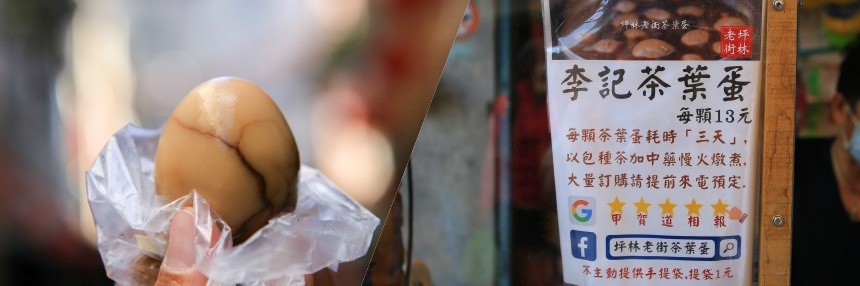 坪林老街茶葉蛋
坪林
老街
李記茶葉蛋
每顆13元
每顆茶葉蛋耗時「三天」,
以包種茶加中藥慢火燉煮,
大量訂購請提前來電預定.
G
甲賀道相報
f 坪林老街茶葉蛋
不主動提供手提袋,提袋1元